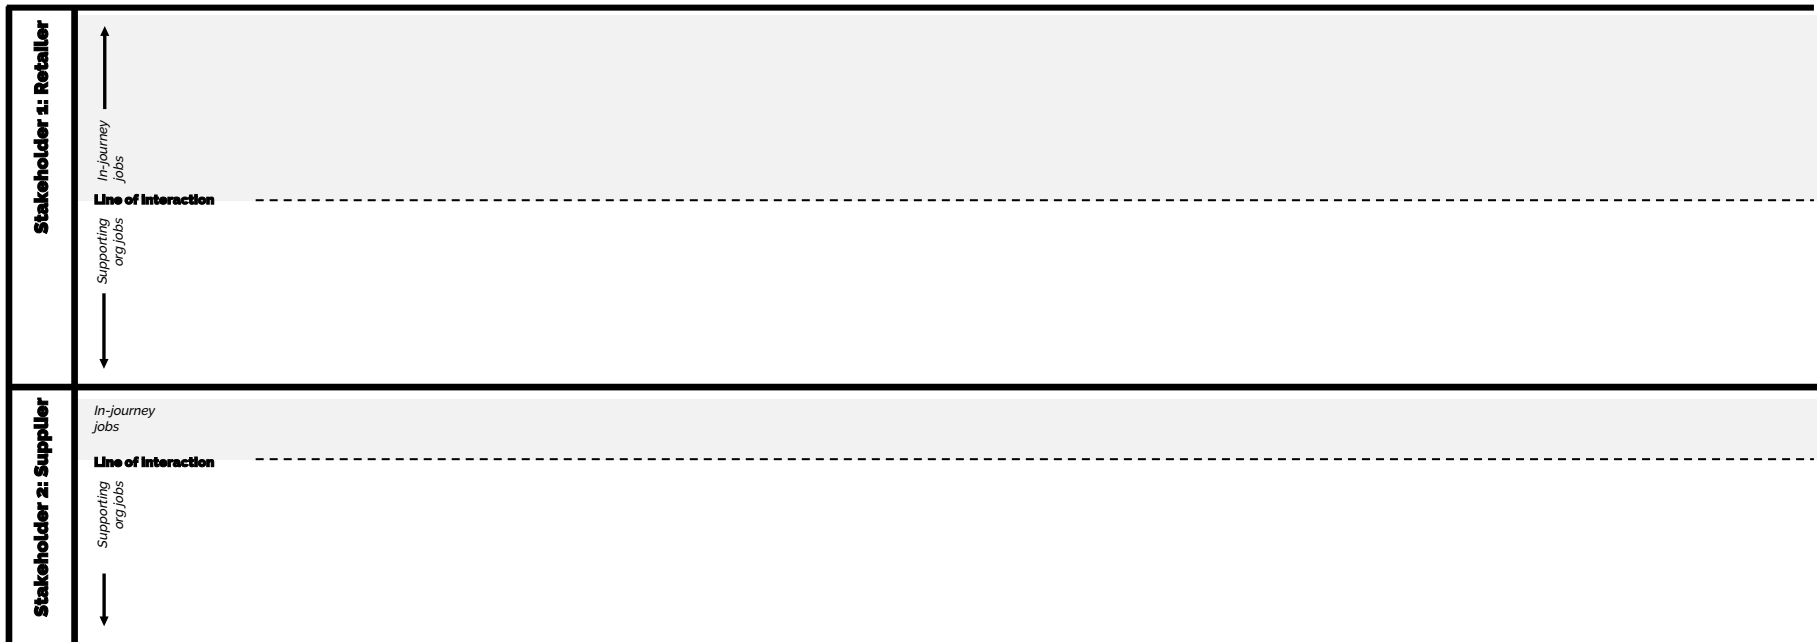 Stakeholder 1: Retailer
In-journey
jobs
Line of interaction
Supporting
org jobs
Stakeholder 2: Supplier
In-journey
jobs
Line of interaction
Supporting
org jobs